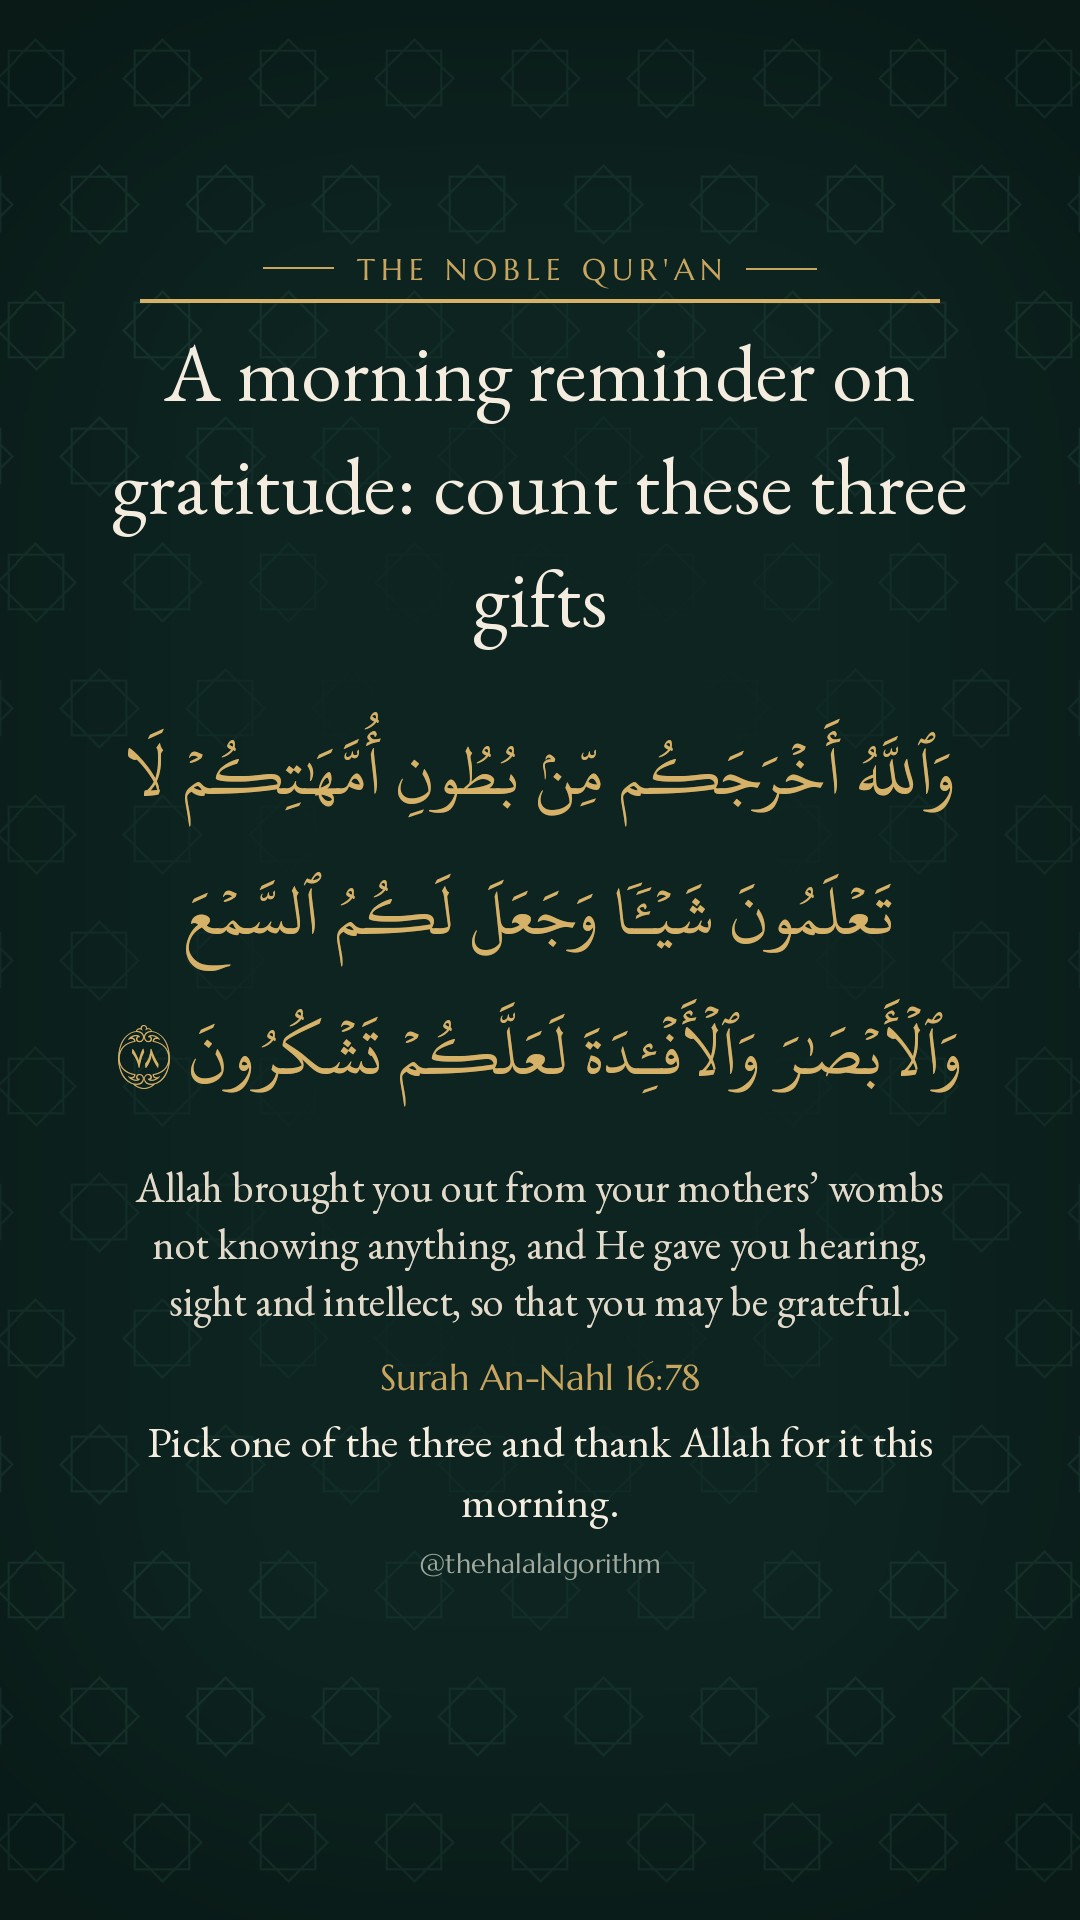 THE NOBLE QUR'AN
A morning reminder on
gratitude: count these three
gifts
وَٱللَّهُ أَخْرَجَكُم مِّنۢ بُطُونِ أُمَّهَـٰتِكُمْ لَا
تَعْلَمُونَ شَيْـًٔا وَجَعَلَ لَكُمُ ٱلسَّمْعَ
وَٱلْأَبْصَـٰرَ وَٱلْأَفْـِٔدَةَ لَعَلَّكُمْ تَشْكُرُونَ ٧٨
Allah brought you out from your mothers’ wombs
not knowing anything, and He gave you hearing,
sight and intellect, so that you may be grateful.
Surah An-Nahl 16:78
Pick one of the three and thank Allah for it this
morning.
@thehalalalgorithm